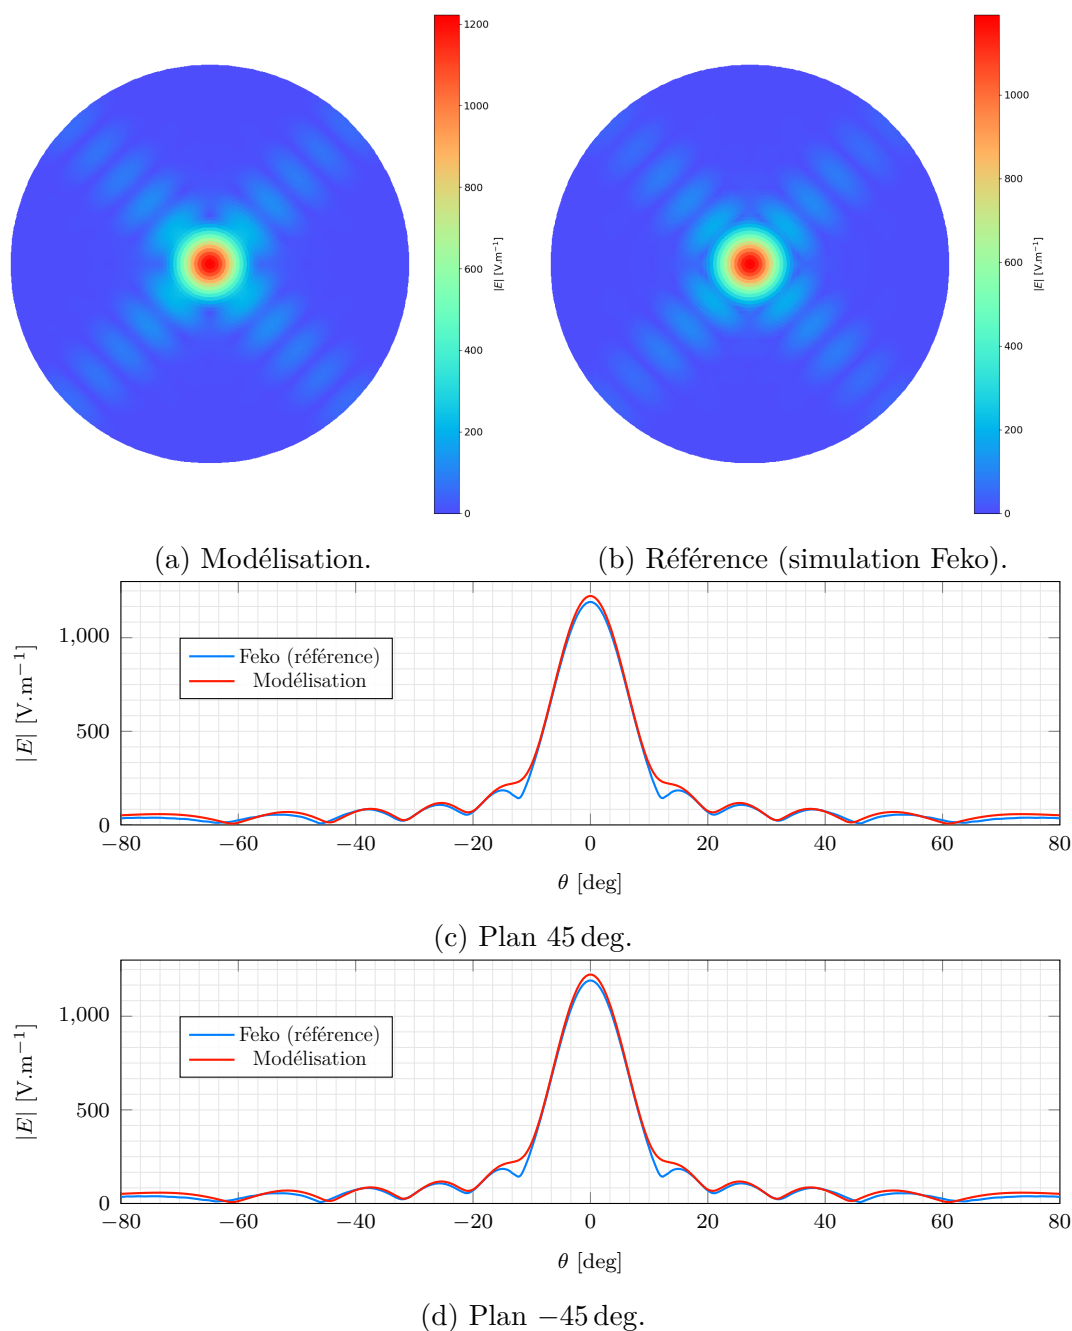 1200
1000
800
600
400
200
0
|E| [V.m⁻¹]
1000
800
600
400
200
0
|E| [V.m⁻¹]
(a) Modélisation.
(b) Référence (simulation Feko).
1,000
500
0
|E| [V.m⁻¹]
Feko (référence)
Modélisation
−80 −60 −40 −20 0 20 40 60 80
θ [deg]
(c) Plan 45 deg.
1,000
500
0
|E| [V.m⁻¹]
Feko (référence)
Modélisation
−80 −60 −40 −20 0 20 40 60 80
θ [deg]
(d) Plan −45 deg.